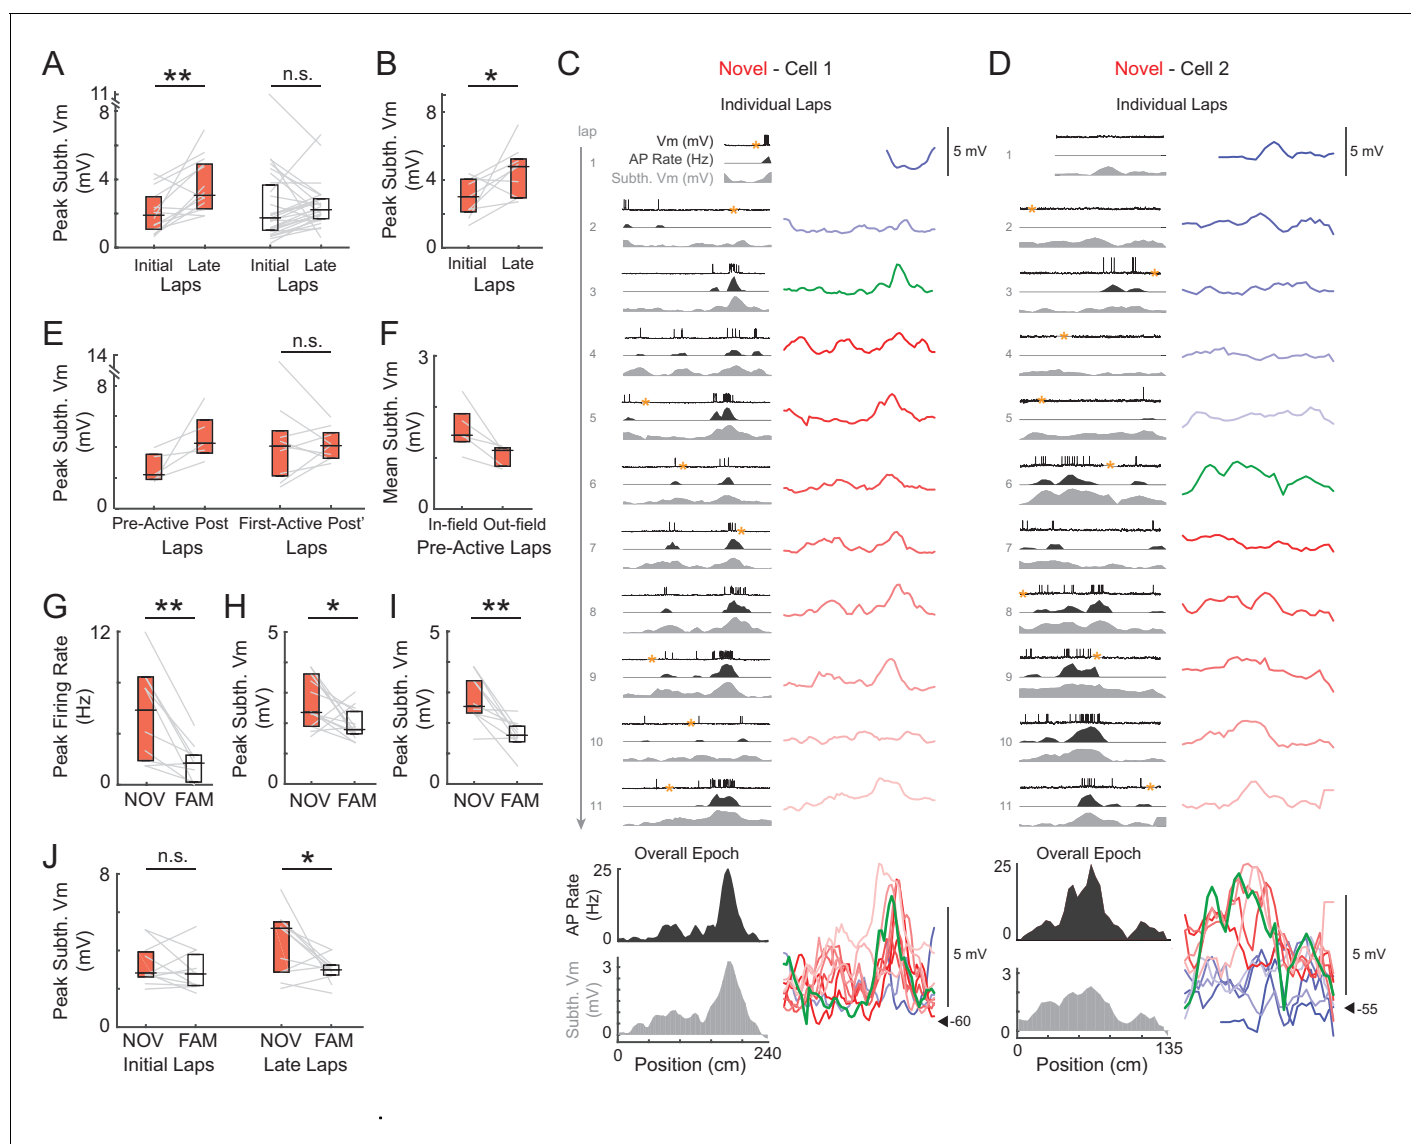 A
**
n.s.
11
8
4
0
Peak Subth. Vm
(mV)
Initial Late
Laps
Initial Late
Laps
B
*
8
4
0
Peak Subth. Vm
(mV)
Initial Late
Laps
C
Novel - Cell 1
Individual Laps
lap
Vm (mV)
AP Rate (Hz)
Subth. Vm (mV)
5 mV
1
2
3
4
5
6
7
8
9
10
11
Overall Epoch
25
0
AP Rate
(Hz)
3
0
Subth. Vm
(mV)
0
240
Position (cm)
5 mV
-60
D
Novel - Cell 2
Individual Laps
5 mV
1
2
3
4
5
6
7
8
9
10
11
Overall Epoch
25
0
3
0
0
135
Position (cm)
5 mV
-55
E
n.s.
14
8
4
0
Peak Subth. Vm
(mV)
Pre-Active Post
Laps
First-Active Post'
Laps
F
3
0
Mean Subth. Vm
(mV)
In-field Out-field
Pre-Active Laps
G
**
12
0
Peak Firing Rate
(Hz)
NOV FAM
H
*
5
0
Peak Subth. Vm
(mV)
NOV FAM
I
**
5
0
Peak Subth. Vm
(mV)
NOV FAM
J
n.s.
*
8
4
0
Peak Subth. Vm
(mV)
NOV FAM
Initial Laps
NOV FAM
Late Laps